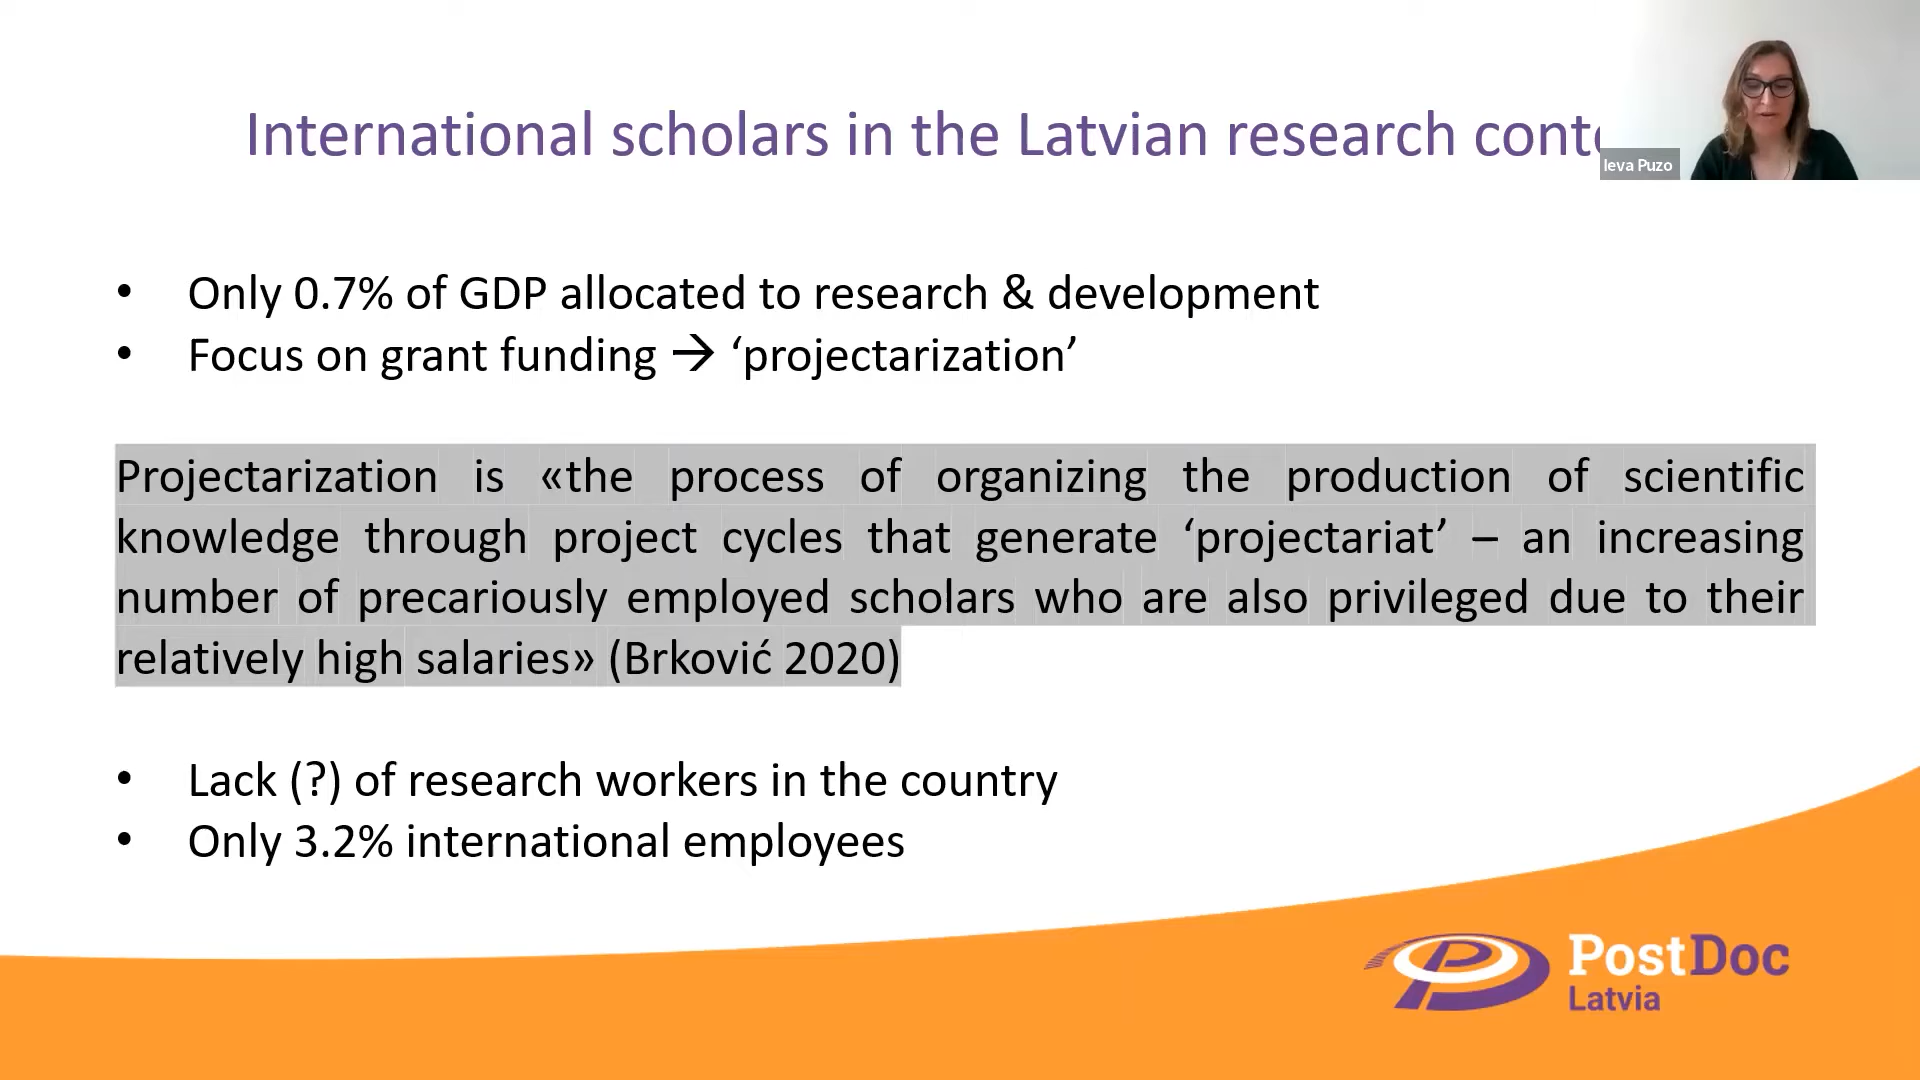 International scholars in the Latvian research conte
Ieva Puzo
• Only 0.7% of GDP allocated to research & development
• Focus on grant funding → ‘projectarization’
Projectarization is «the process of organizing the production of scientific
knowledge through project cycles that generate ‘projectariat’ – an increasing
number of precariously employed scholars who are also privileged due to their
relatively high salaries» (Brković 2020)
• Lack (?) of research workers in the country
• Only 3.2% international employees
PostDoc
Latvia